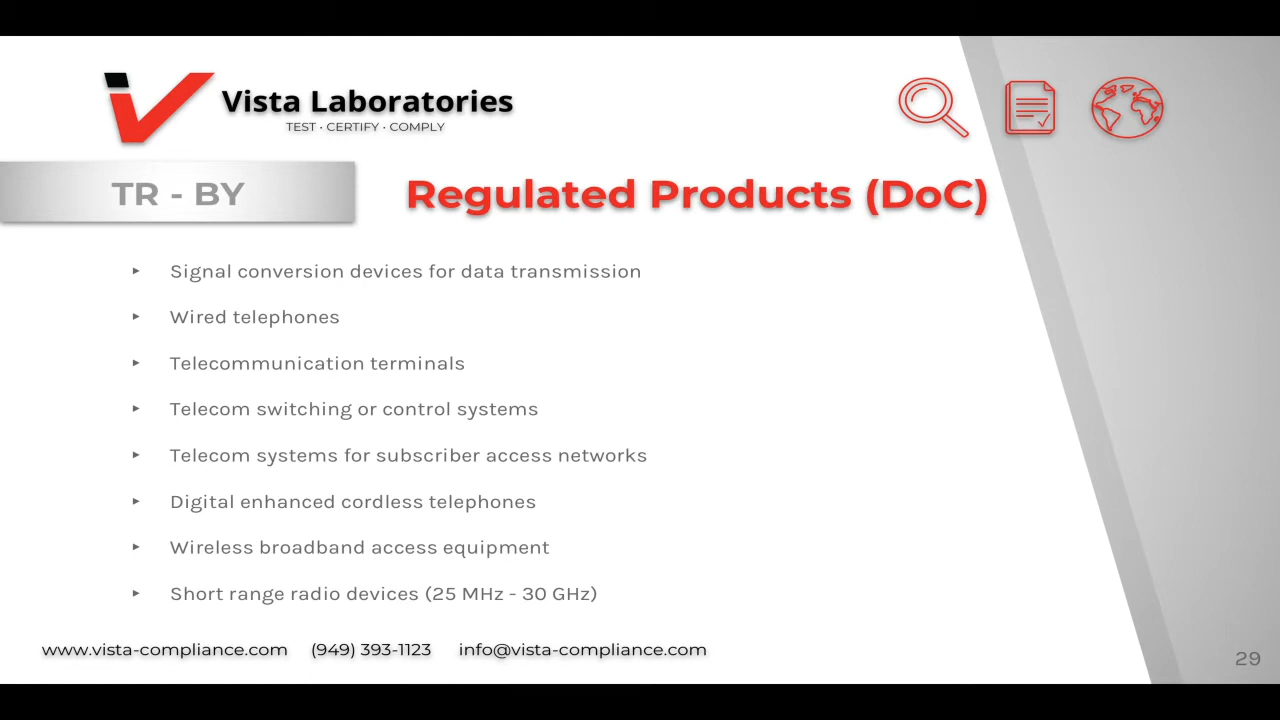 Vista Laboratories
TEST · CERTIFY · COMPLY
TR - BY
Regulated Products (DoC)
‣ Signal conversion devices for data transmission
‣ Wired telephones
‣ Telecommunication terminals
‣ Telecom switching or control systems
‣ Telecom systems for subscriber access networks
‣ Digital enhanced cordless telephones
‣ Wireless broadband access equipment
‣ Short range radio devices (25 MHz - 30 GHz)
www.vista-compliance.com (949) 393-1123 info@vista-compliance.com
29